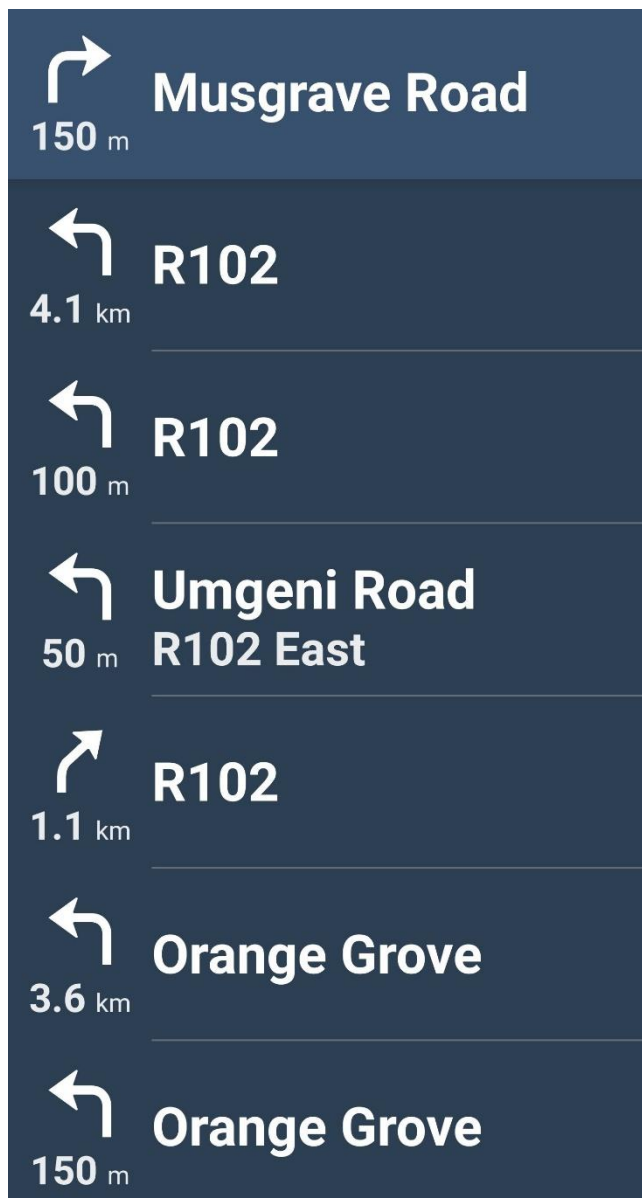 Musgrave Road
150 m
R102
4.1 km
R102
100 m
Umgeni Road
R102 East
50 m
R102
1.1 km
Orange Grove
3.6 km
Orange Grove
150 m